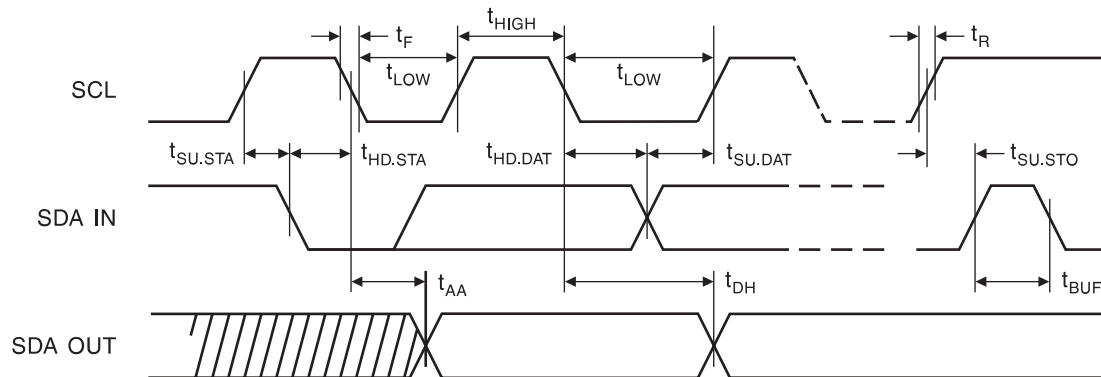 tHIGH
tF
tR
tLOW
tLOW
SCL
tSU.STA
tHD.STA
tHD.DAT
tSU.DAT
tSU.STO
SDA IN
tAA
tDH
tBUF
SDA OUT